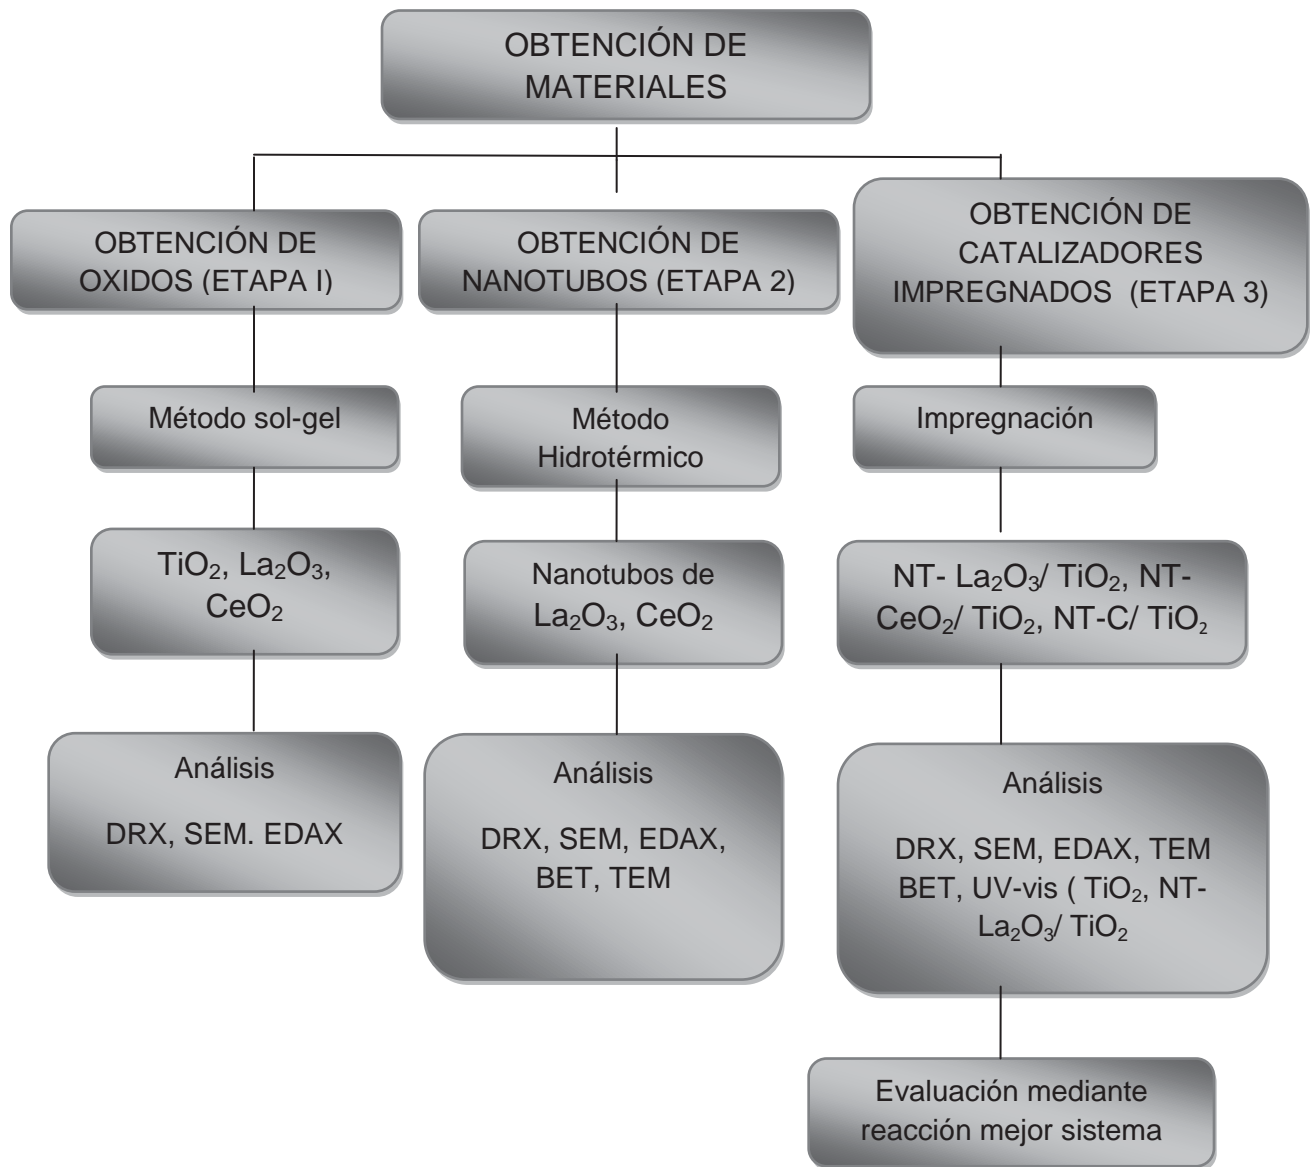 OBTENCIÓN DE
MATERIALES
OBTENCIÓN DE
OXIDOS (ETAPA I)
OBTENCIÓN DE
NANOTUBOS (ETAPA 2)
OBTENCIÓN DE
CATALIZADORES
IMPREGNADOS (ETAPA 3)
Método sol-gel
Método
Hidrotérmico
Impregnación
TiO₂, La₂O₃,
CeO₂
Nanotubos de
La₂O₃, CeO₂
NT- La₂O₃/ TiO₂, NT-
CeO₂/ TiO₂, NT-C/ TiO₂
Análisis
DRX, SEM. EDAX
Análisis
DRX, SEM, EDAX,
BET, TEM
Análisis
DRX, SEM, EDAX, TEM
BET, UV-vis ( TiO₂, NT-
La₂O₃/ TiO₂
Evaluación mediante
reacción mejor sistema